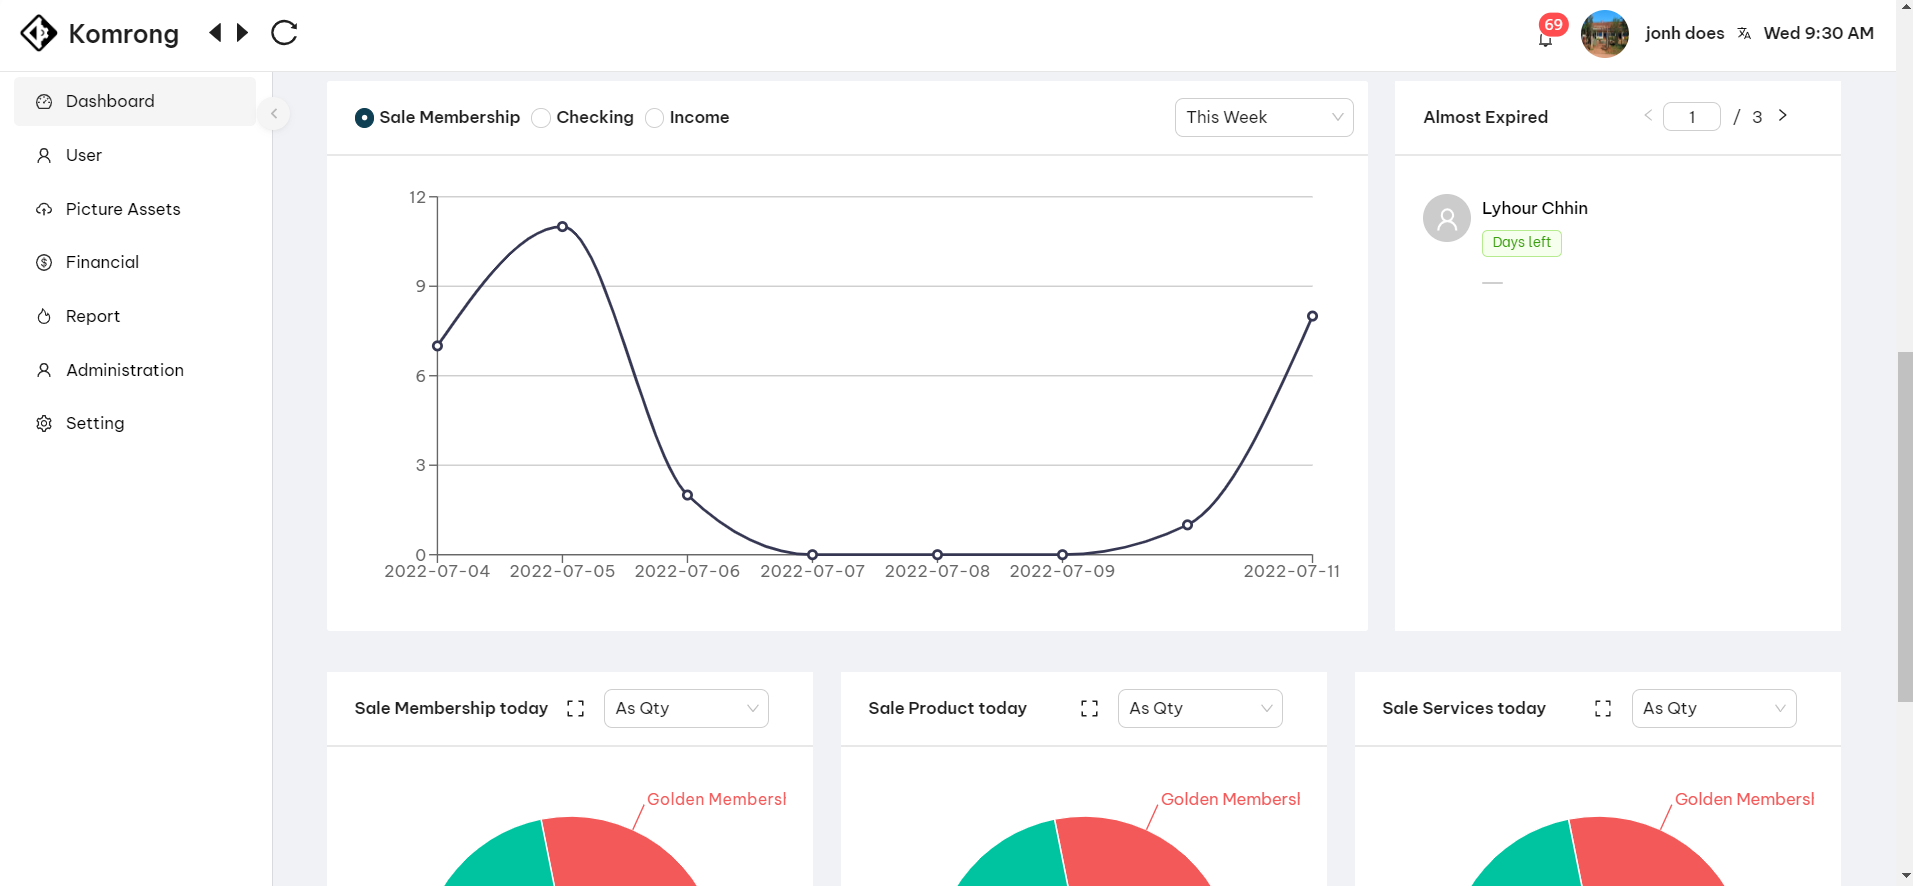 Komrong
69
jonh does
Wed 9:30 AM
Dashboard
User
Picture Assets
Financial
Report
Administration
Setting
Sale Membership
Checking
Income
This Week
12
9
6
3
0
2022-07-04
2022-07-05
2022-07-06
2022-07-07
2022-07-08
2022-07-09
2022-07-11
Almost Expired
1 / 3
Lyhour Chhin
Days left
Sale Membership today
As Qty
Golden Membersh
Sale Product today
As Qty
Golden Membersh
Sale Services today
As Qty
Golden Membersh